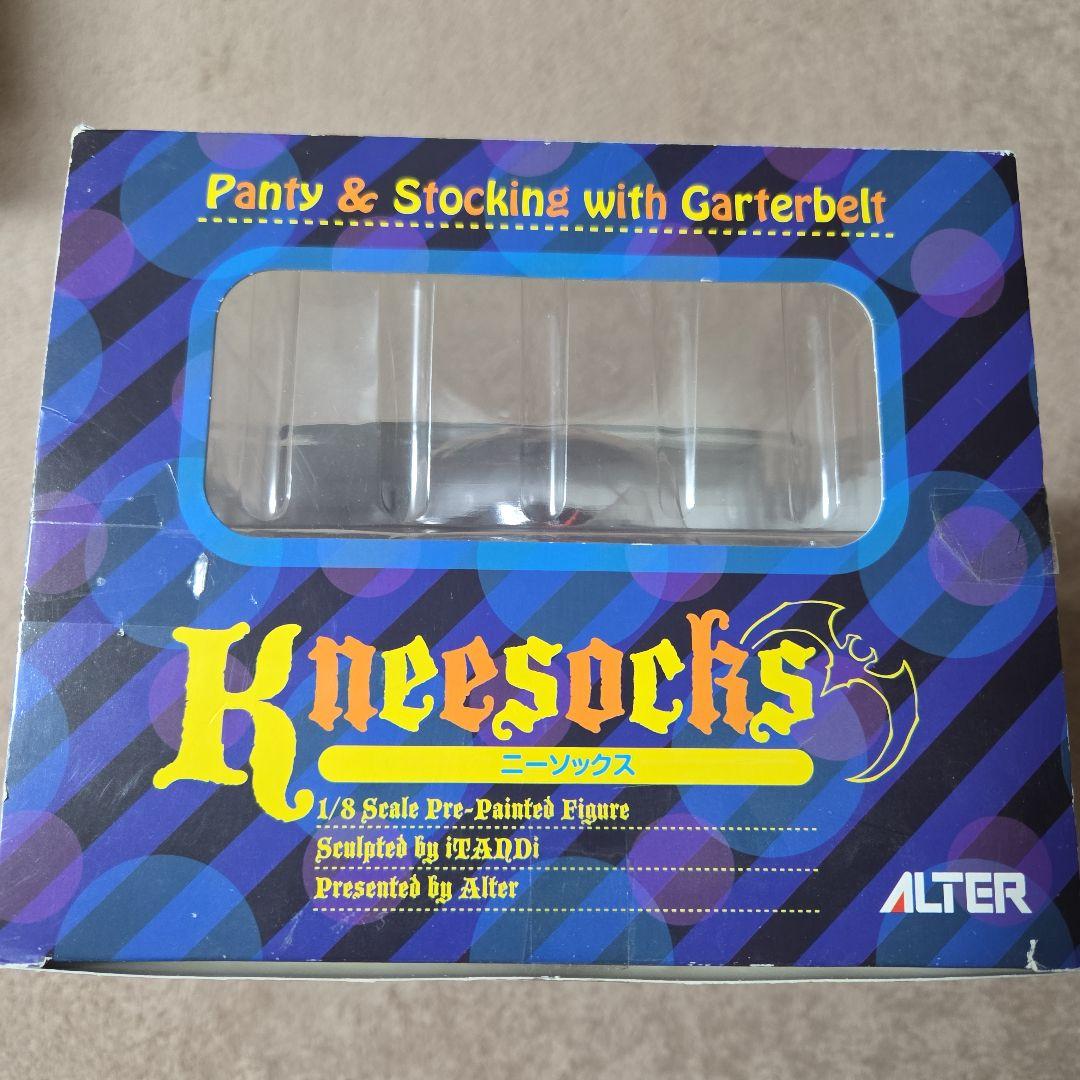 Panty & Stocking with Garterbelt
Kneesocks
ニーソックス
1/8 Scale Pre-Painted Figure
Sculpted by iTANDi
Presented by Alter
ALTER